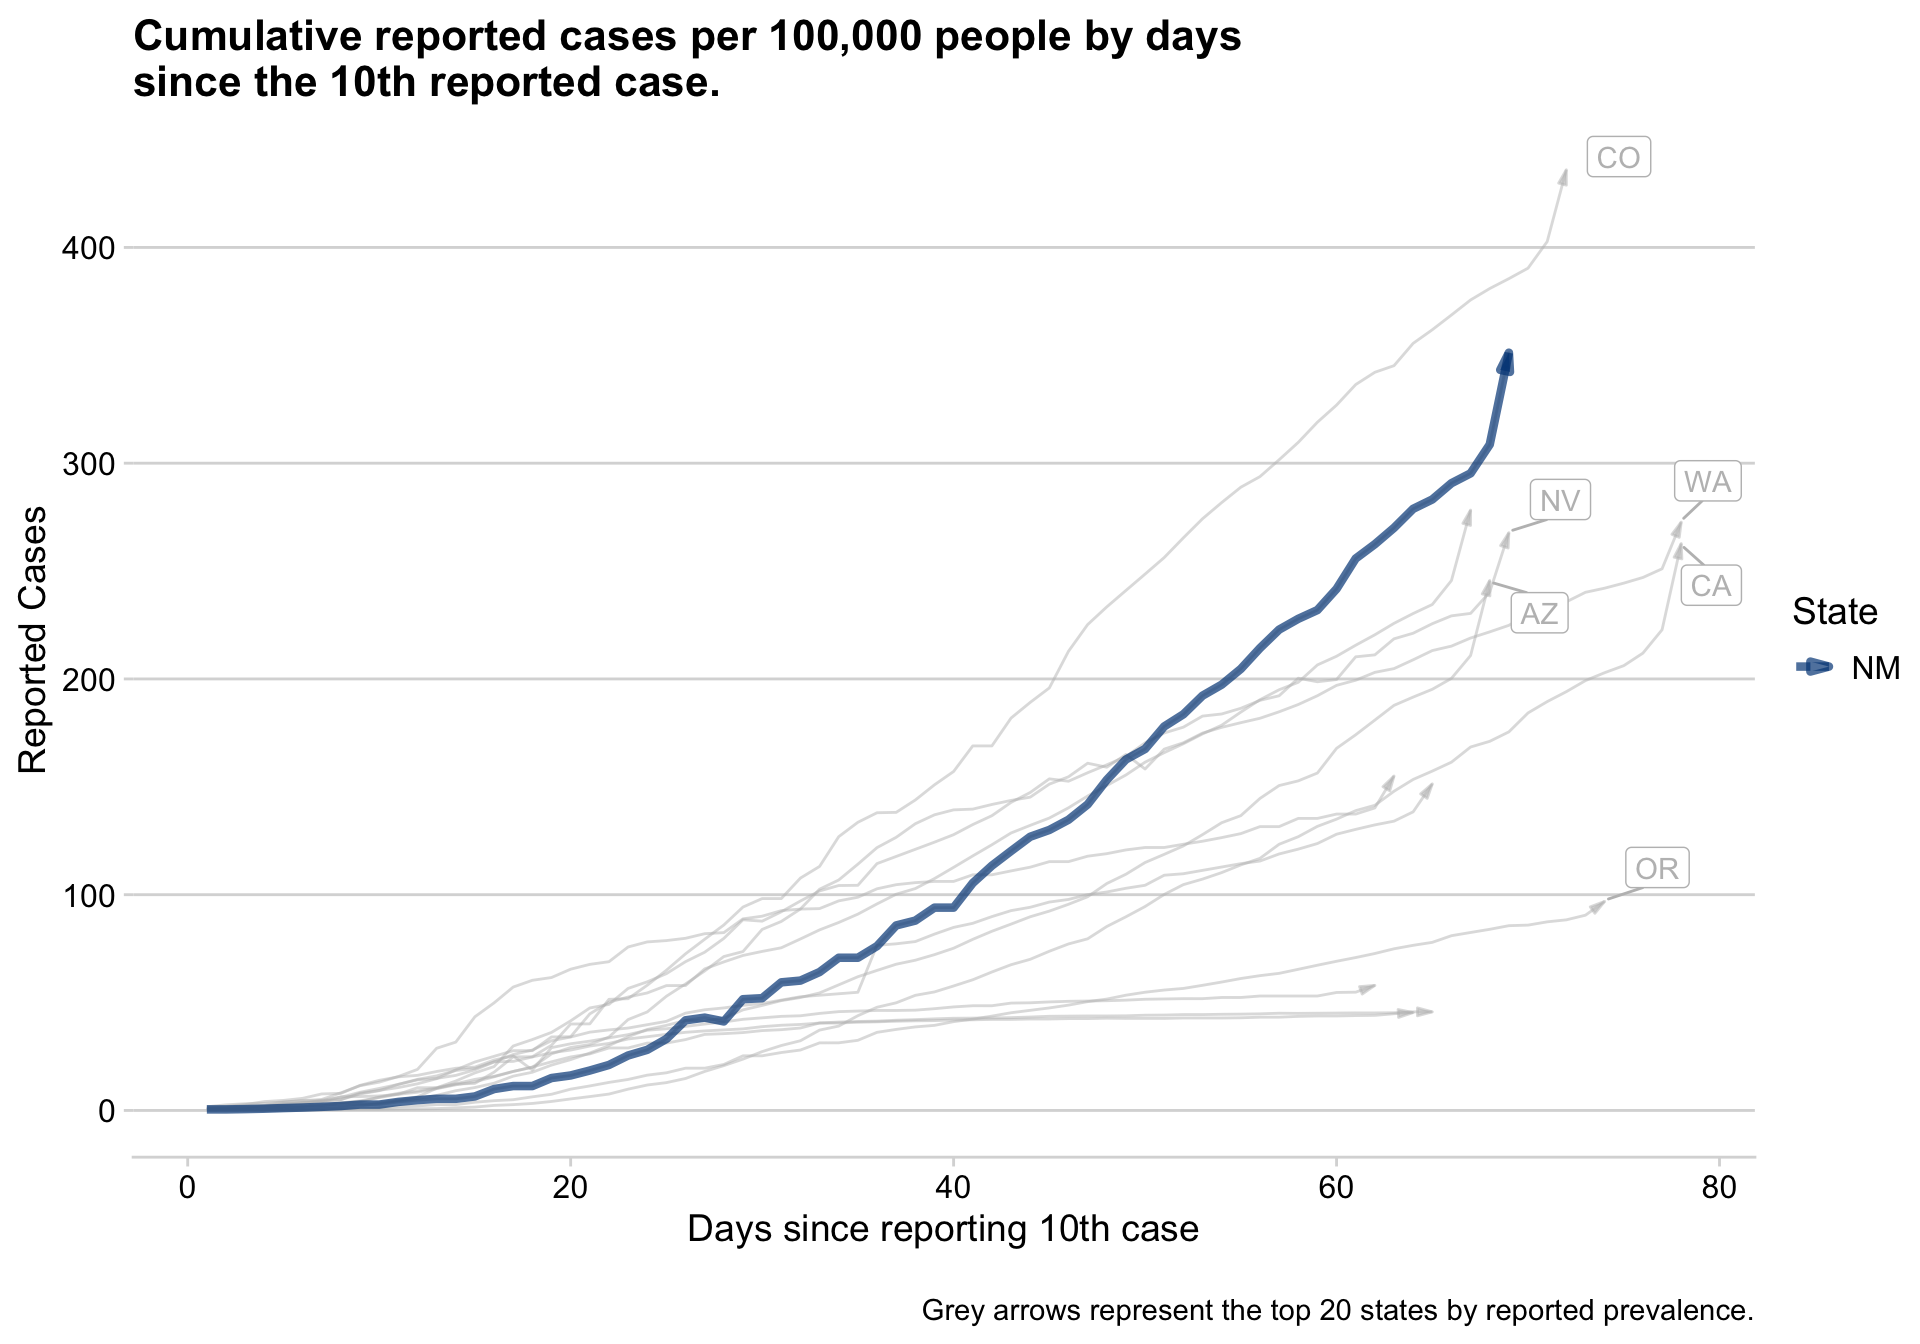 Cumulative reported cases per 100,000 people by days
since the 10th reported case.
CO
400
300
WA
NV
CA
AZ
Reported Cases
State
NM
200
100
OR
0
0 20 40 60 80
Days since reporting 10th case
Grey arrows represent the top 20 states by reported prevalence.